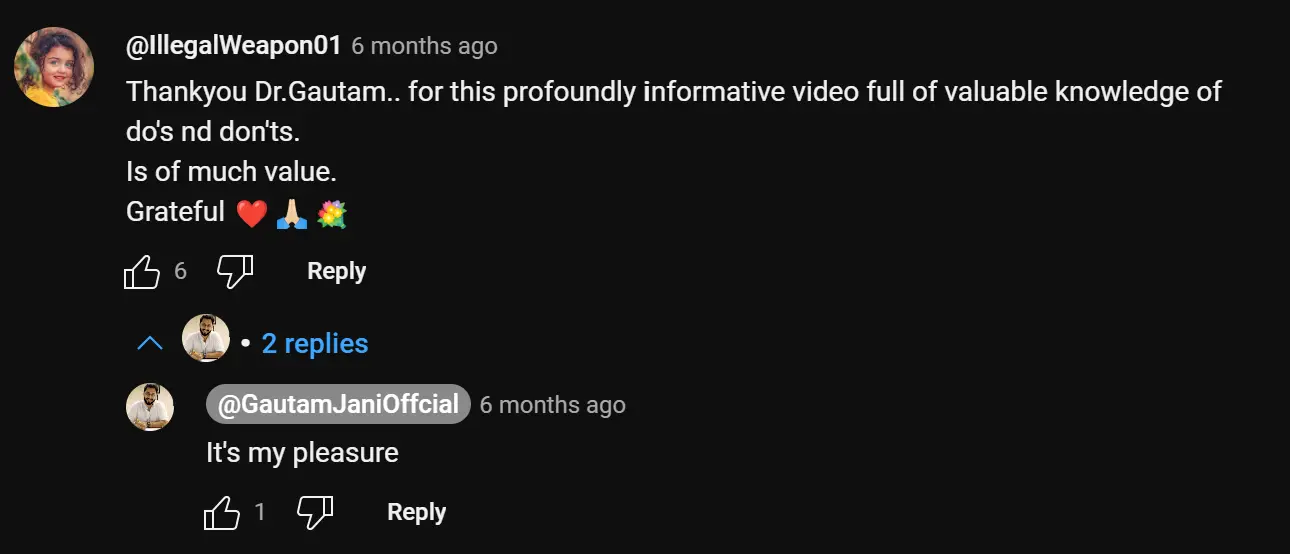 @IllegalWeapon01 6 months ago
Thankyou Dr.Gautam.. for this profoundly informative video full of valuable knowledge of
do's nd don'ts.
Is of much value.
Grateful ❤️ 🙏🏻 💐
6 Reply
• 2 replies
@GautamJaniOffcial 6 months ago
It's my pleasure
1 Reply